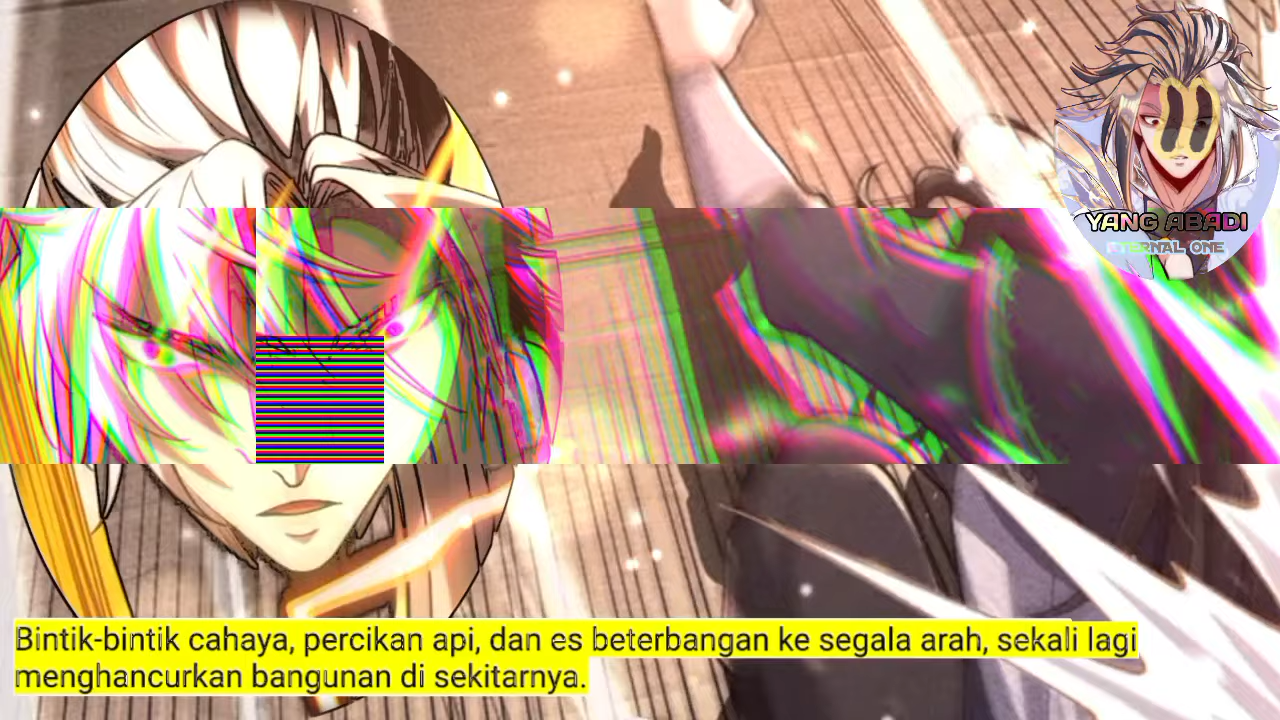 YANG ABADI
ETERNAL ONE
Bintik-bintik cahaya, percikan api, dan es beterbangan ke segala arah, sekali lagi
menghancurkan bangunan di sekitarnya.